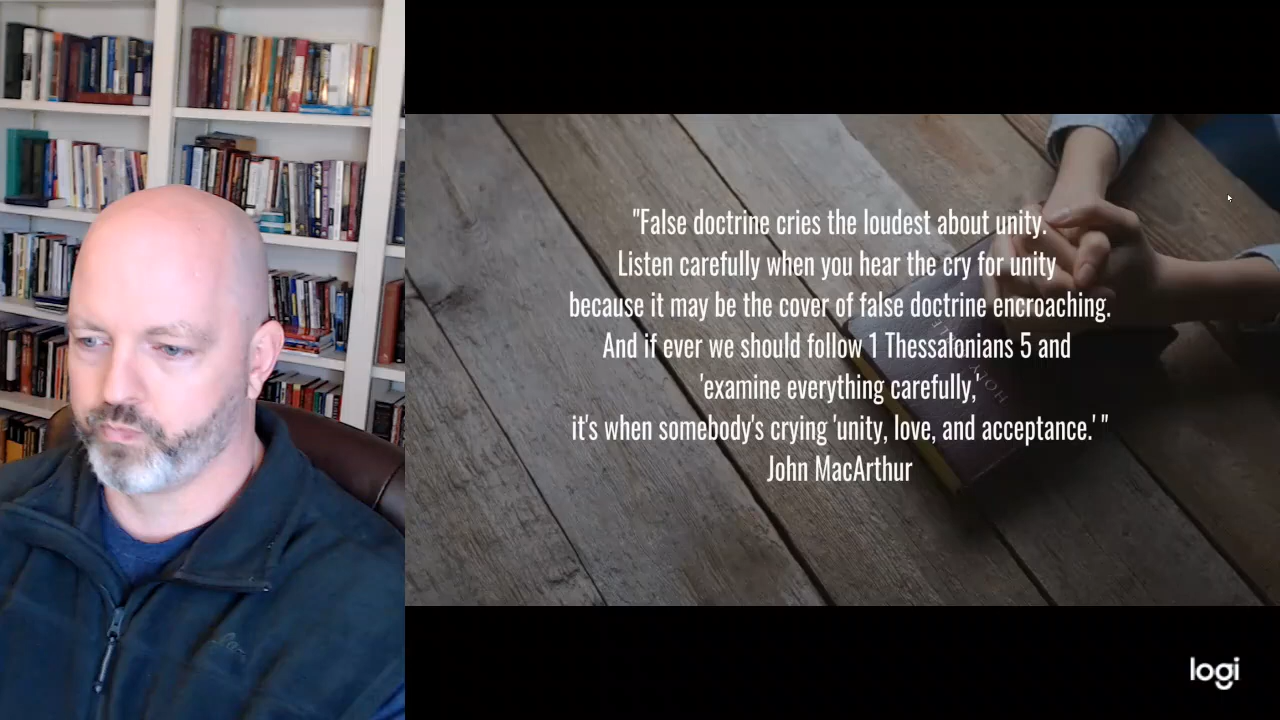 "False doctrine cries the loudest about unity.
Listen carefully when you hear the cry for unity
because it may be the cover of false doctrine encroaching.
And if ever we should follow 1 Thessalonians 5 and
'examine everything carefully,'
it's when somebody's crying 'unity, love, and acceptance.' "
John MacArthur
HOLY BIBLE
logi